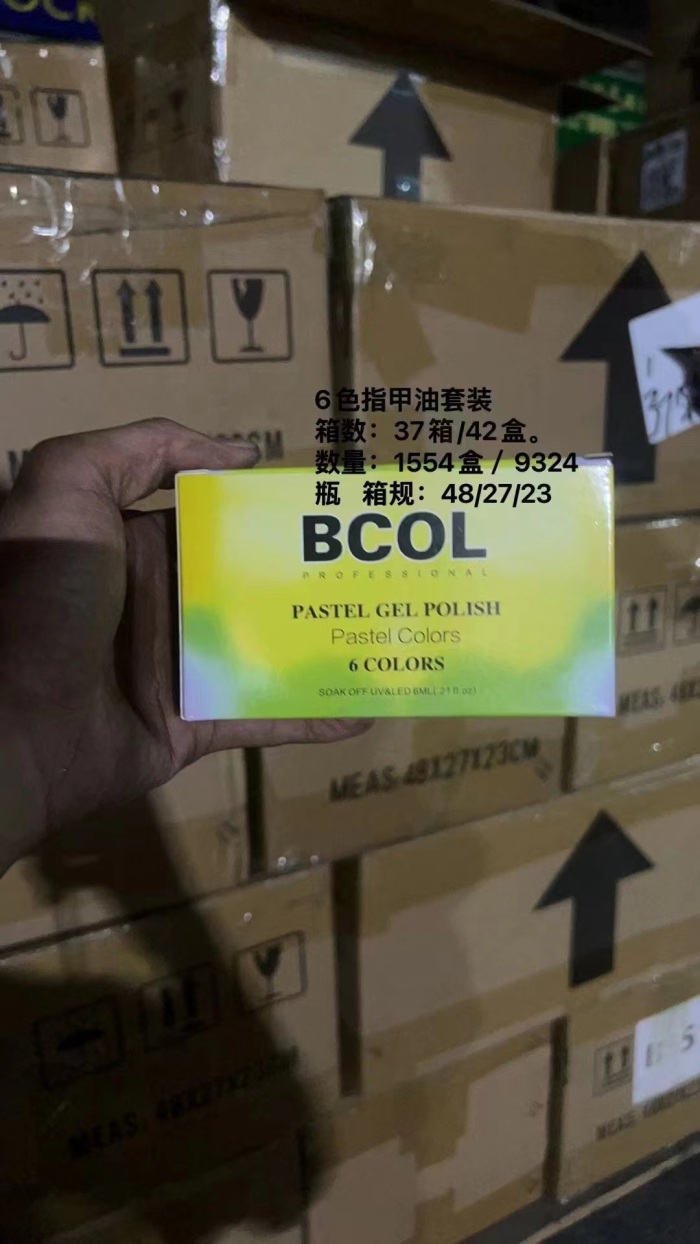 6色指甲油套装
箱数：37箱/42盒。
数量：1554盒 / 9324
瓶 箱规：48/27/23
BCOL
PROFESSIONAL
PASTEL GEL POLISH
Pastel Colors
6 COLORS
SOAK OFF UV&LED 6ML(.21fl oz)
MEAS:48X27X23CM
MEAS: 48X27X23CM